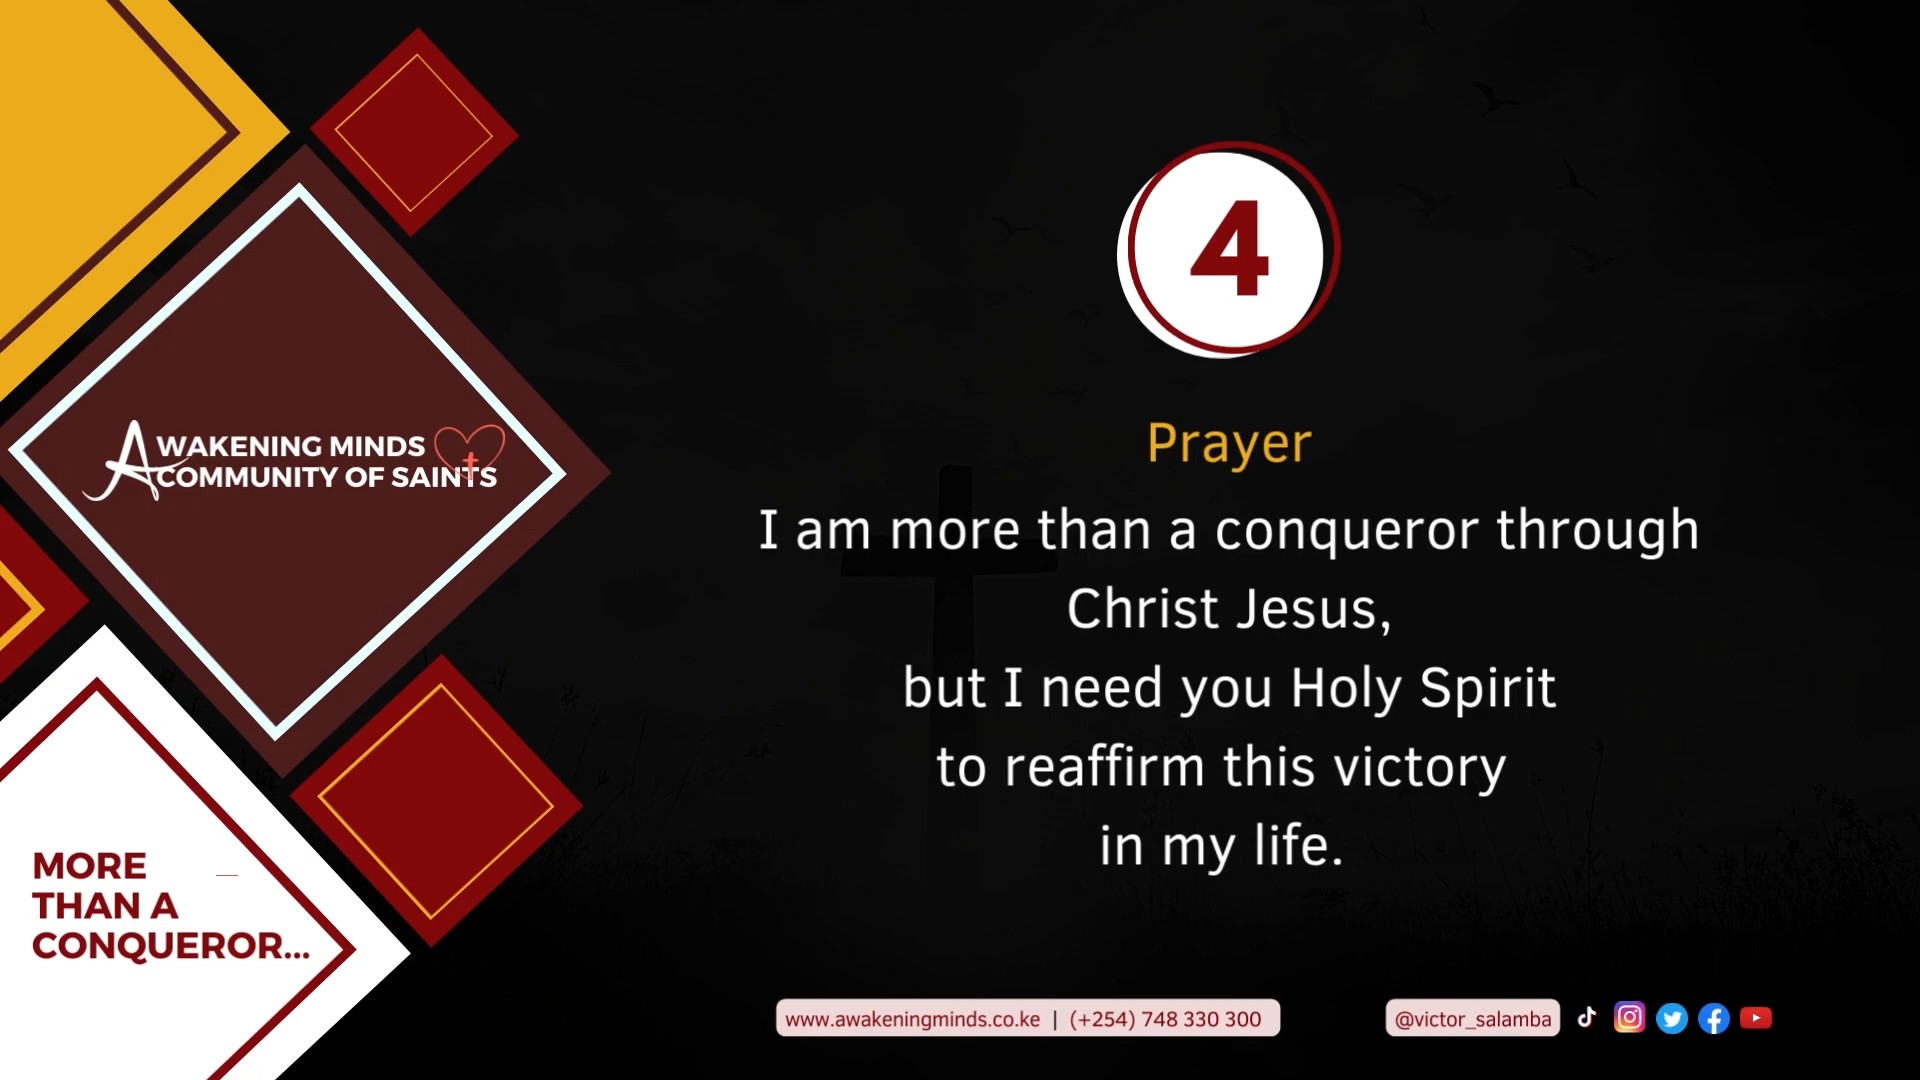 AWAKENING MINDS
COMMUNITY OF SAINTS
MORE
THAN A
CONQUEROR...
4
Prayer
I am more than a conqueror through
Christ Jesus,
but I need you Holy Spirit
to reaffirm this victory
in my life.
www.awakeningminds.co.ke | (+254) 748 330 300
@victor_salamba